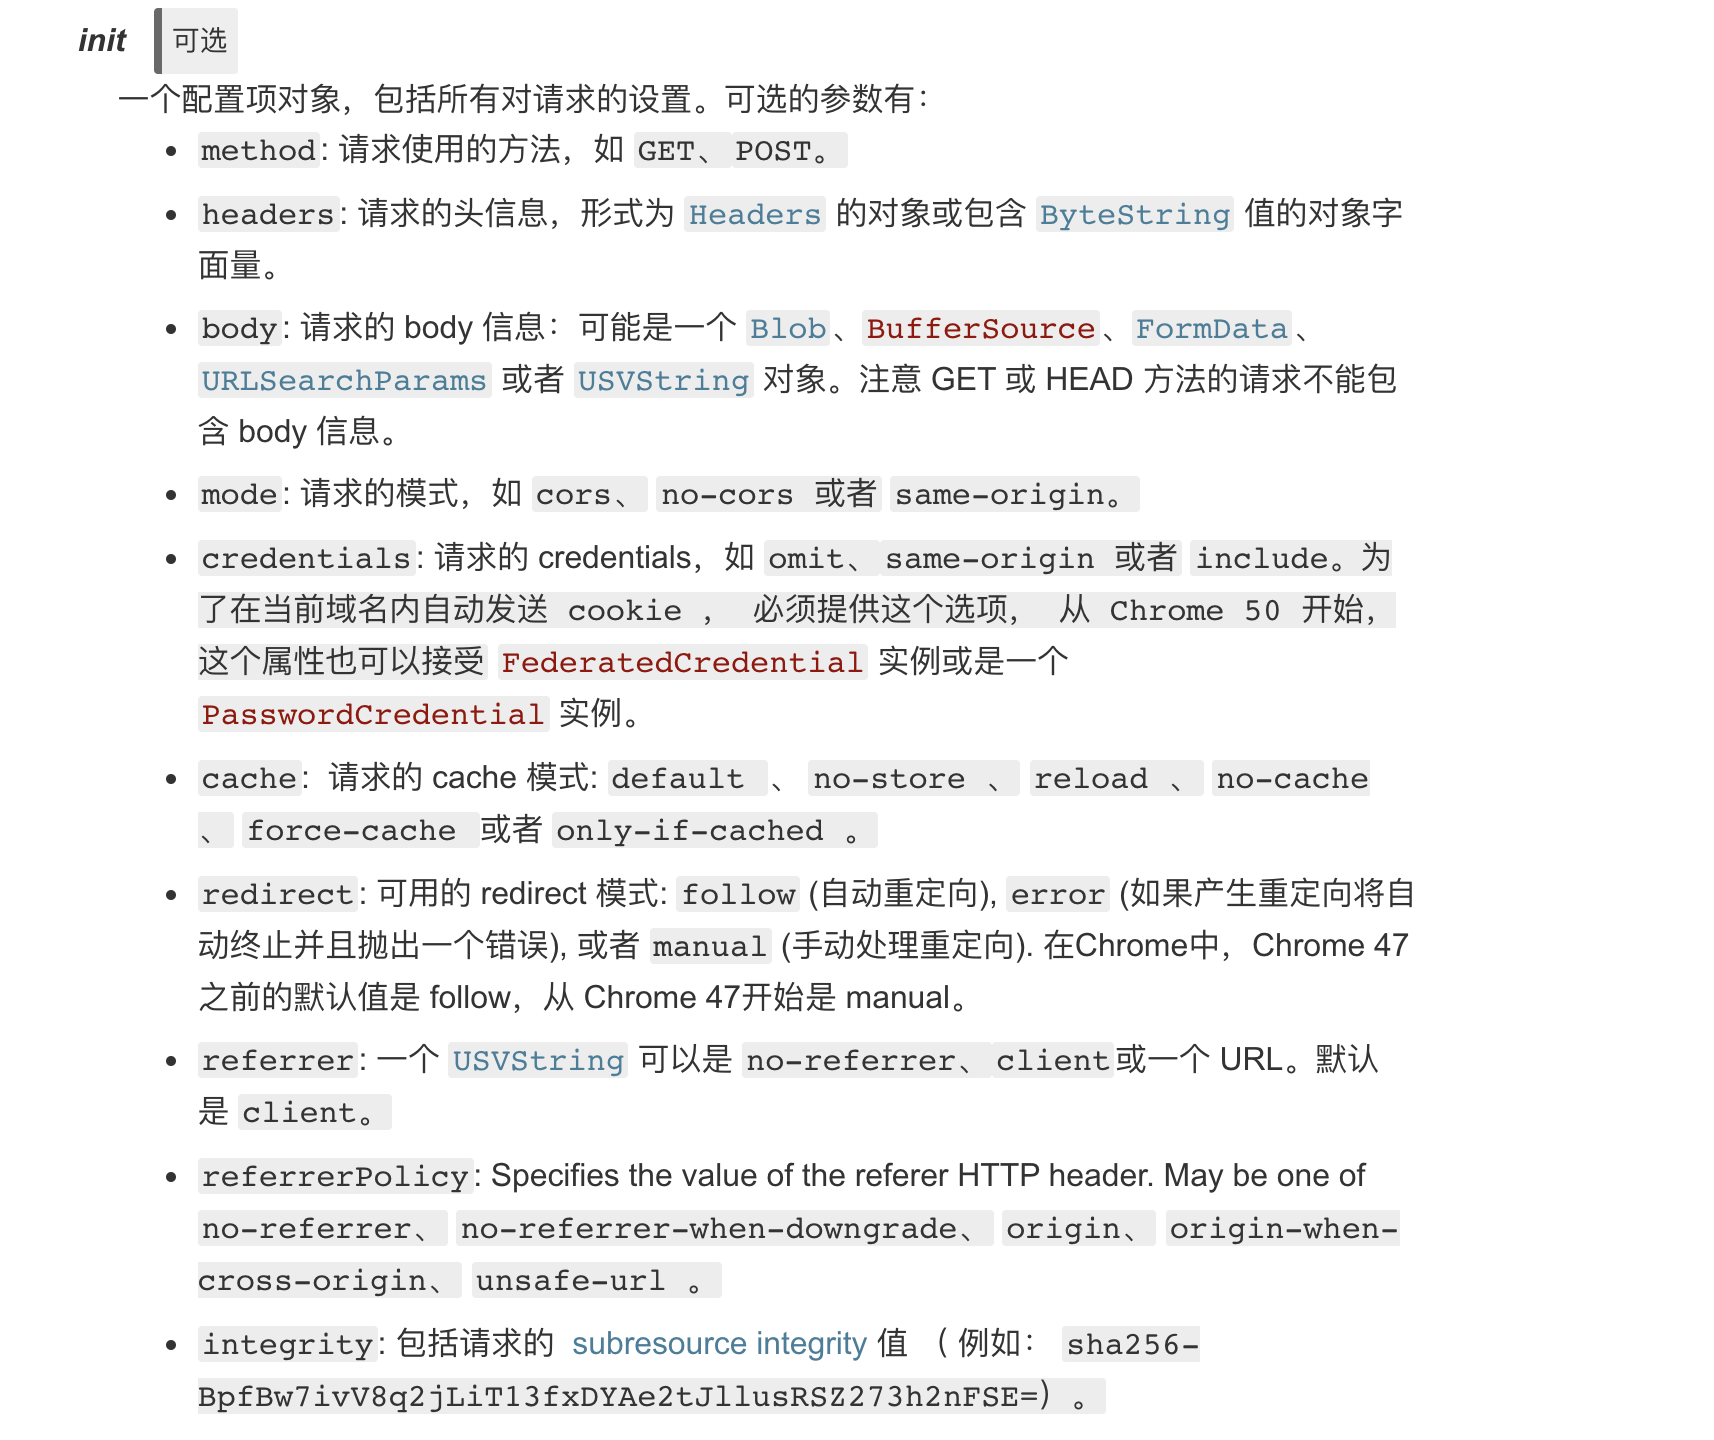 init 可选
一个配置项对象，包括所有对请求的设置。可选的参数有：
• method: 请求使用的方法，如 GET、POST。
• headers: 请求的头信息，形式为 Headers 的对象或包含 ByteString 值的对象字
面量。
• body: 请求的 body 信息：可能是一个 Blob、BufferSource、FormData、
URLSearchParams 或者 USVString 对象。注意 GET 或 HEAD 方法的请求不能包
含 body 信息。
• mode: 请求的模式，如 cors、 no-cors 或者 same-origin。
• credentials: 请求的 credentials，如 omit、same-origin 或者 include。为
了在当前域名内自动发送 cookie ， 必须提供这个选项， 从 Chrome 50 开始，
这个属性也可以接受 FederatedCredential 实例或是一个
PasswordCredential 实例。
• cache: 请求的 cache 模式: default 、 no-store 、 reload 、 no-cache
、 force-cache 或者 only-if-cached 。
• redirect: 可用的 redirect 模式: follow (自动重定向), error (如果产生重定向将自
动终止并且抛出一个错误), 或者 manual (手动处理重定向). 在Chrome中，Chrome 47
之前的默认值是 follow，从 Chrome 47开始是 manual。
• referrer: 一个 USVString 可以是 no-referrer、client或一个 URL。默认
是 client。
• referrerPolicy: Specifies the value of the referer HTTP header. May be one of
no-referrer、 no-referrer-when-downgrade、 origin、 origin-when-
cross-origin、 unsafe-url 。
• integrity: 包括请求的 subresource integrity 值 （ 例如： sha256-
BpfBw7ivV8q2jLiT13fxDYAe2tJllusRSZ273h2nFSE=）。